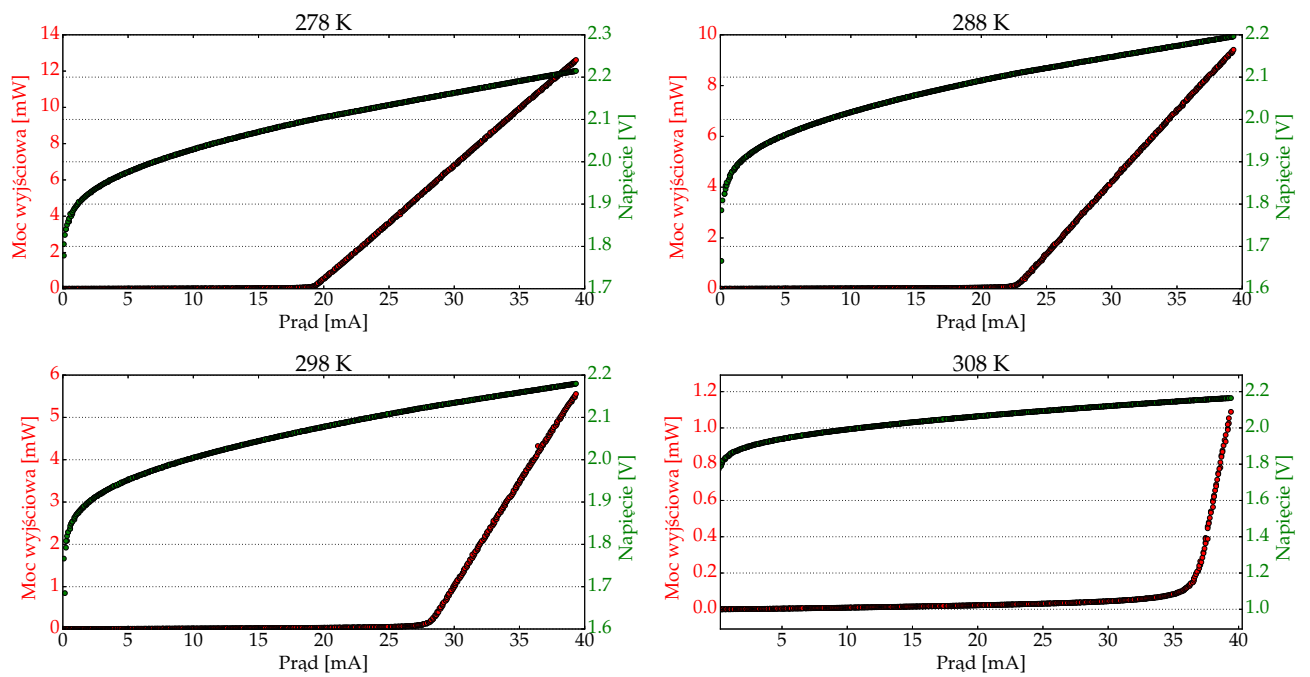 278 K
14
12
10
8
6
4
2
0
Moc wyjściowa [mW]
2.3
2.2
2.1
2.0
1.9
1.8
1.7
Napięcie [V]
0 5 10 15 20 25 30 35 40
Prąd [mA]
288 K
10
8
6
4
2
0
Moc wyjściowa [mW]
2.2
2.1
2.0
1.9
1.8
1.7
1.6
Napięcie [V]
0 5 10 15 20 25 30 35 40
Prąd [mA]
298 K
6
5
4
3
2
1
0
Moc wyjściowa [mW]
2.2
2.1
2.0
1.9
1.8
1.7
1.6
Napięcie [V]
0 5 10 15 20 25 30 35 40
Prąd [mA]
308 K
1.2
1.0
0.8
0.6
0.4
0.2
0.0
Moc wyjściowa [mW]
2.2
2.0
1.8
1.6
1.4
1.2
1.0
Napięcie [V]
5 10 15 20 25 30 35 40
Prąd [mA]